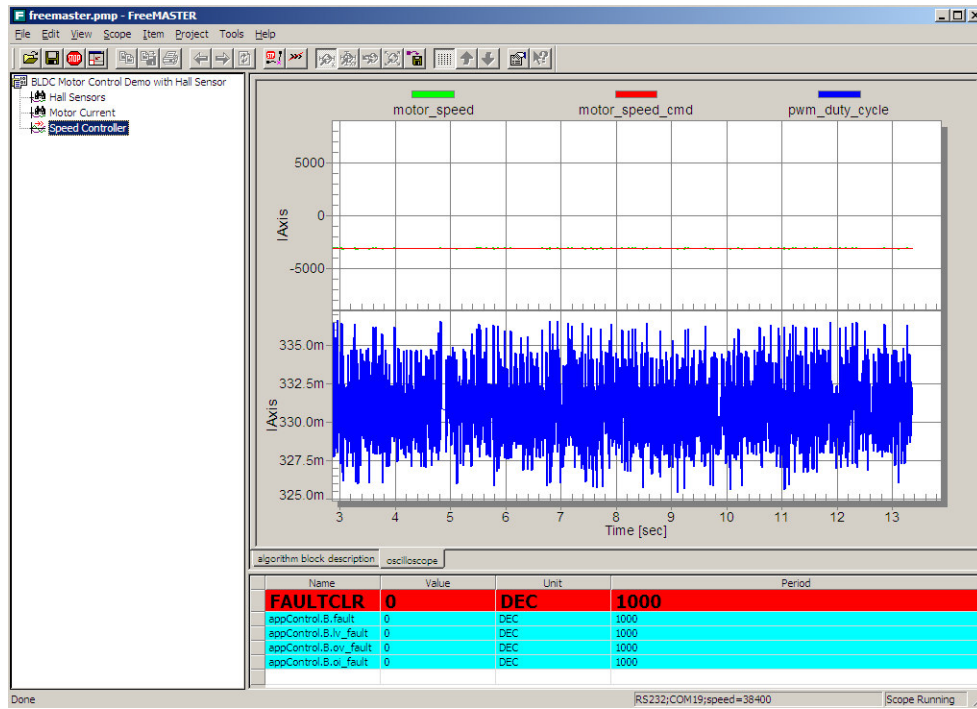 freemaster.pmp - FreeMASTER
File Edit View Scope Item Project Tools Help
BLDC Motor Control Demo with Hall Sensor
Hall Sensors
Motor Current
Speed Controller
motor_speed motor_speed_cmd pwm_duty_cycle
5000
0
-5000
IAxis
335.0m
332.5m
330.0m
327.5m
325.0m
IAxis
3 4 5 6 7 8 9 10 11 12 13
Time [sec]
algorithm block description oscilloscope
Name Value Unit Period
FAULTCLR 0 DEC 1000
appControl.B.fault 0 DEC 1000
appControl.B.lv_fault 0 DEC 1000
appControl.B.ov_fault 0 DEC 1000
appControl.B.oi_fault 0 DEC 1000
Done RS232;COM19;speed=38400 Scope Running